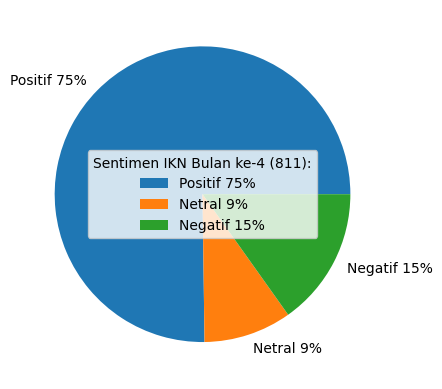 Positif 75%
Sentimen IKN Bulan ke-4 (811):
Positif 75%
Netral 9%
Negatif 15%
Negatif 15%
Netral 9%